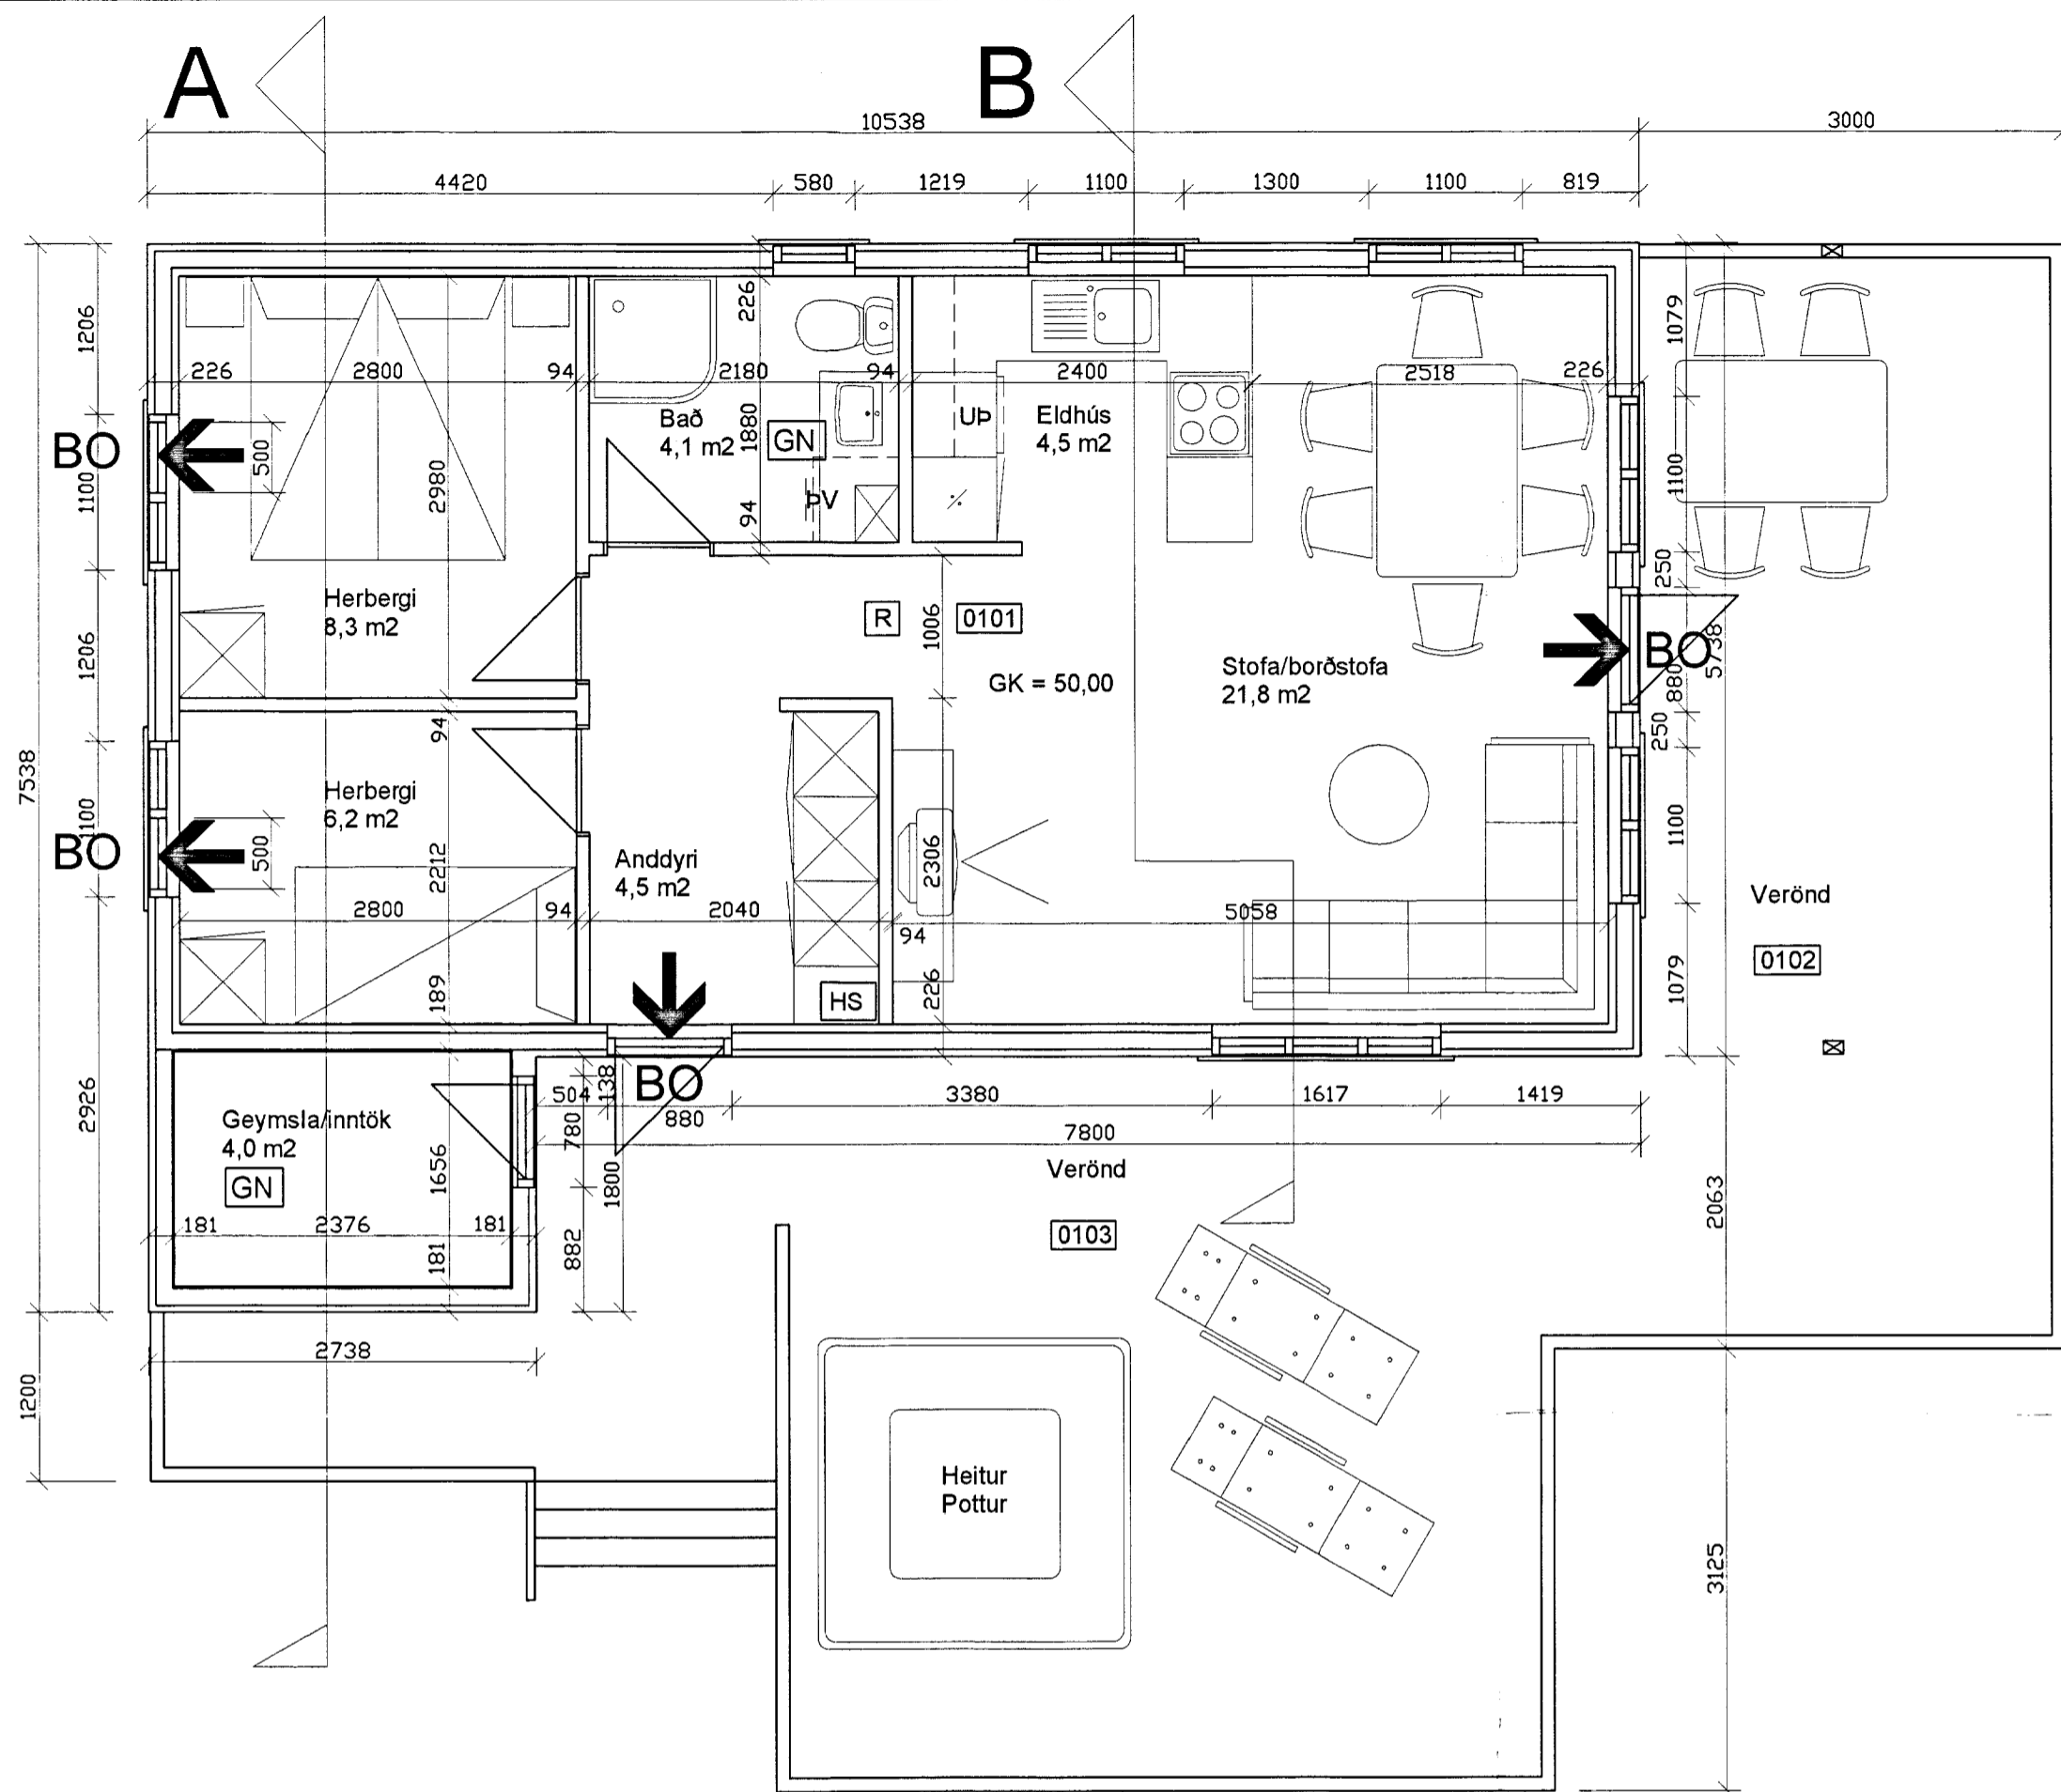 A
B
10538
3000
4420
580
1219
1100
1300
1100
819
7538
1200
1206
1100
1206
1100
2926
226
2800
94
2180
94
2400
2518
226
226
1880
94
BO
500
2980
Bað
4,1 m2
GN
ÞV
UÞ
Eldhús
4,5 m2
1079
1100
250
880
250
1100
1079
5738
2063
3125
Herbergi
8,3 m2
R
0101
1006
GK = 50,00
Stofa/borðstofa
21,8 m2
BO
94
Herbergi
6,2 m2
BO
500
2212
Anddyri
4,5 m2
2306
2800
94
2040
94
5058
189
HS
226
Verönd
0102
BO
504
138
880
3380
1617
1419
7800
780
1800
882
Geymsla/inntök
4,0 m2
GN
1656
181
2376
181
181
2738
Verönd
0103
Heitur
Pottur